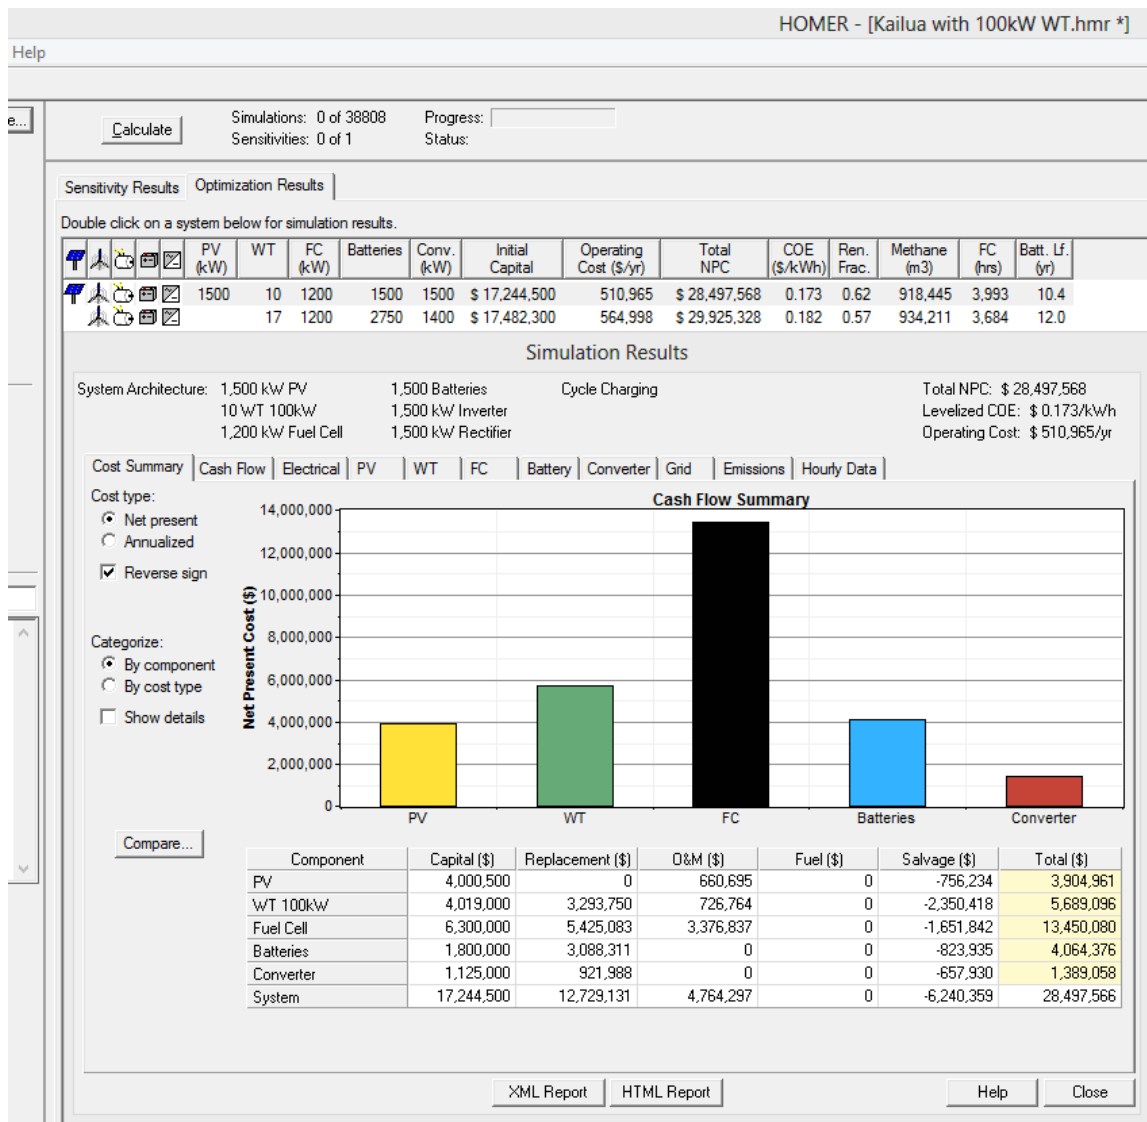 HOMER - [Kailua with 100kW WT.hmr *]
Help
e...
Calculate
Simulations: 0 of 38808
Progress:
Sensitivities: 0 of 1
Status:
Sensitivity Results Optimization Results
Double click on a system below for simulation results.
PV (kW) WT FC (kW) Batteries Conv. (kW) Initial Capital Operating Cost ($/yr) Total NPC COE ($/kWh) Ren. Frac. Methane (m3) FC (hrs) Batt. Lf. (yr)
1500 10 1200 1500 1500 $ 17,244,500 510,965 $ 28,497,568 0.173 0.62 918,445 3,993 10.4
17 1200 2750 1400 $ 17,482,300 564,998 $ 29,925,328 0.182 0.57 934,211 3,684 12.0
Simulation Results
System Architecture: 1,500 kW PV 1,500 Batteries Cycle Charging Total NPC: $ 28,497,568
10 WT 100kW 1,500 kW Inverter Levelized COE: $ 0.173/kWh
1,200 kW Fuel Cell 1,500 kW Rectifier Operating Cost: $ 510,965/yr
Cost Summary Cash Flow Electrical PV WT FC Battery Converter Grid Emissions Hourly Data
Cost type:
Net present
Annualized
Reverse sign
Categorize:
By component
By cost type
Show details
Compare...
Cash Flow Summary
Net Present Cost ($)
14,000,000
12,000,000
10,000,000
8,000,000
6,000,000
4,000,000
2,000,000
0
PV WT FC Batteries Converter
Component Capital ($) Replacement ($) O&M ($) Fuel ($) Salvage ($) Total ($)
PV 4,000,500 0 660,695 0 -756,234 3,904,961
WT 100kW 4,019,000 3,293,750 726,764 0 -2,350,418 5,689,096
Fuel Cell 6,300,000 5,425,083 3,376,837 0 -1,651,842 13,450,080
Batteries 1,800,000 3,088,311 0 0 -823,935 4,064,376
Converter 1,125,000 921,988 0 0 -657,930 1,389,058
System 17,244,500 12,729,131 4,764,297 0 -6,240,359 28,497,566
XML Report HTML Report Help Close